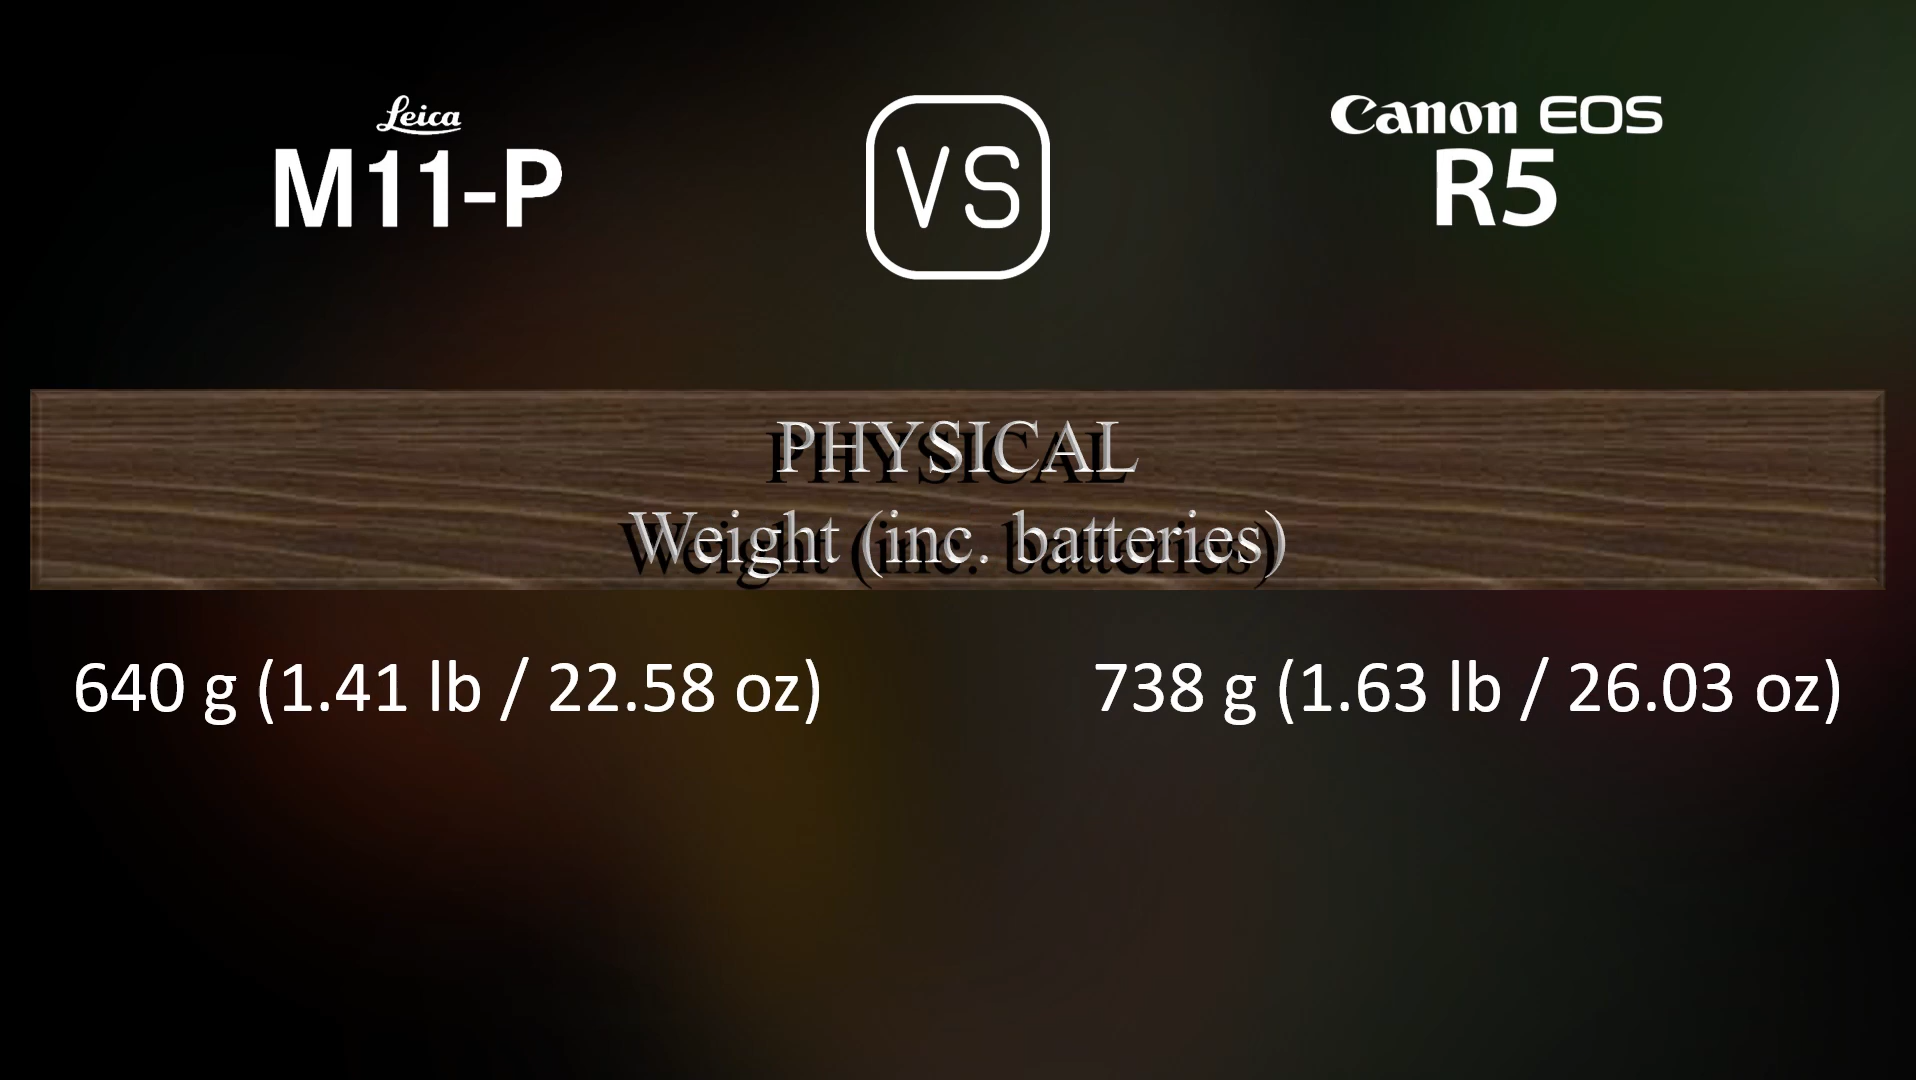 Leica
M11-P
VS
Canon EOS
R5
PHYSICAL
Weight (inc. batteries)
640 g (1.41 lb / 22.58 oz)
738 g (1.63 lb / 26.03 oz)